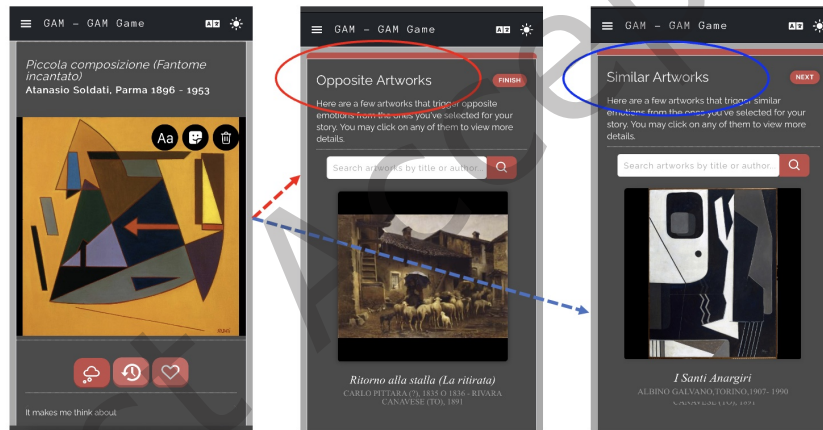 GAM – GAM Game
Piccola composizione (Fantome
incantato)
Atanasio Soldati, Parma 1896 - 1953
Aa
It makes me think about
GAM – GAM Game
Opposite Artworks
FINISH
Here are a few artworks that trigger opposite
emotions from the ones you've selected for your
story. You may click on any of them to view more
details.
Search artworks by title or author...
Ritorno alla stalla (La ritirata)
CARLO PITTARA (?), 1835 O 1836 - RIVARA
CANAVESE (TO), 1891
GAM – GAM Game
Similar Artworks
NEXT
Here are a few artworks that trigger similar
emotions from the ones you've selected for your
story. You may click on any of them to view more
details.
Search artworks by title or author...
I Santi Anargiri
ALBINO GALVANO,TORINO,1907- 1990